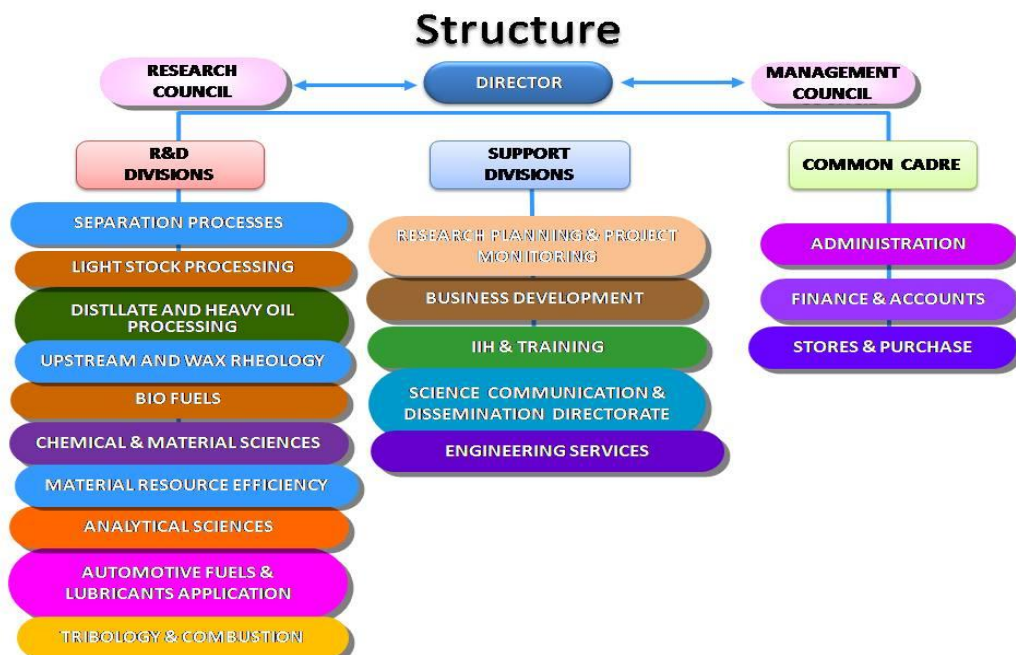 Structure
RESEARCH
COUNCIL
DIRECTOR
MANAGEMENT
COUNCIL
R&D
DIVISIONS
SUPPORT
DIVISIONS
COMMON CADRE
SEPARATION PROCESSES
LIGHT STOCK PROCESSING
DISTLLATE AND HEAVY OIL
PROCESSING
UPSTREAM AND WAX RHEOLOGY
BIO FUELS
CHEMICAL & MATERIAL SCIENCES
MATERIAL RESOURCE EFFICIENCY
ANALYTICAL SCIENCES
AUTOMOTIVE FUELS &
LUBRICANTS APPLICATION
TRIBOLOGY & COMBUSTION
RESEARCH PLANNING & PROJECT
MONITORING
BUSINESS DEVELOPMENT
IIH & TRAINING
SCIENCE COMMUNICATION &
DISSEMINATION DIRECTORATE
ENGINEERING SERVICES
ADMINISTRATION
FINANCE & ACCOUNTS
STORES & PURCHASE